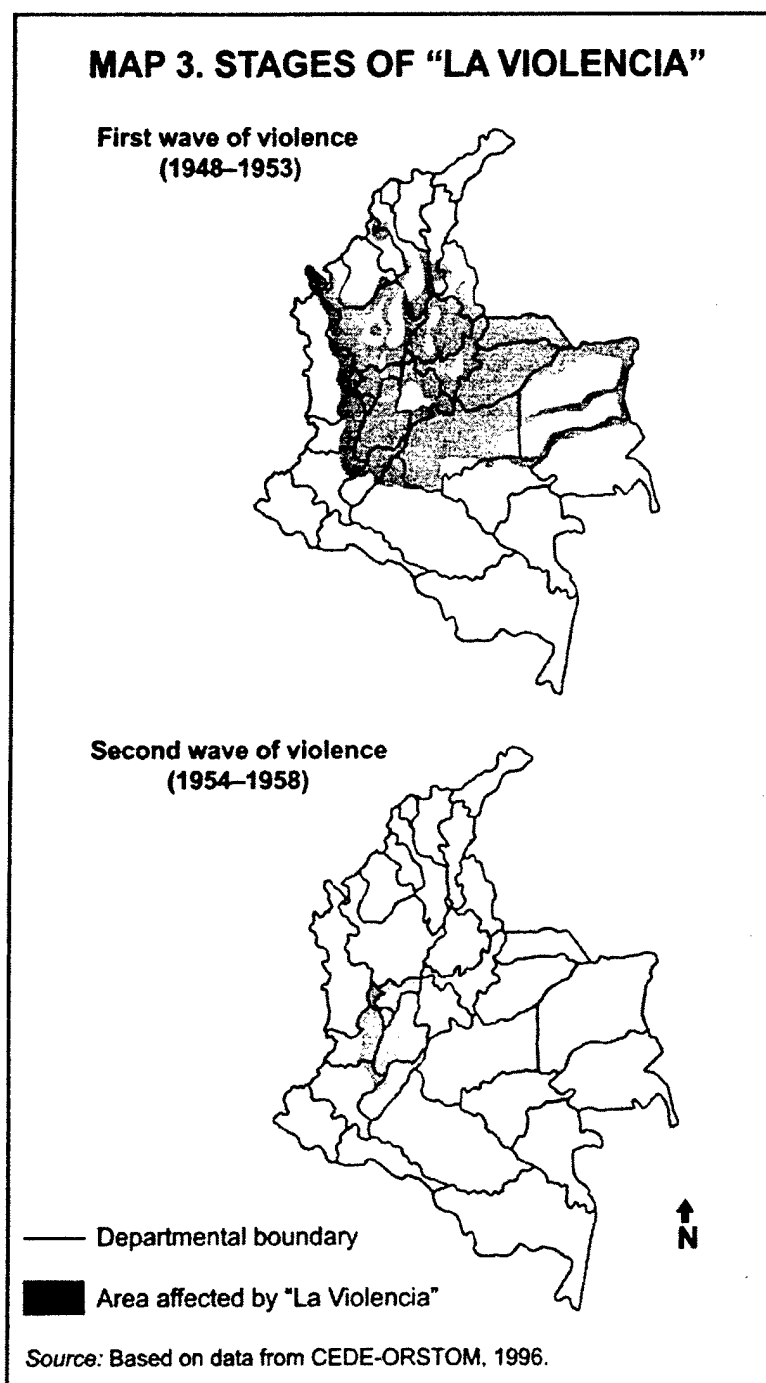 MAP 3. STAGES OF “LA VIOLENCIA”
First wave of violence
(1948–1953)
Second wave of violence
(1954–1958)
N
Departmental boundary
Area affected by “La Violencia”
Source: Based on data from CEDE-ORSTOM, 1996.